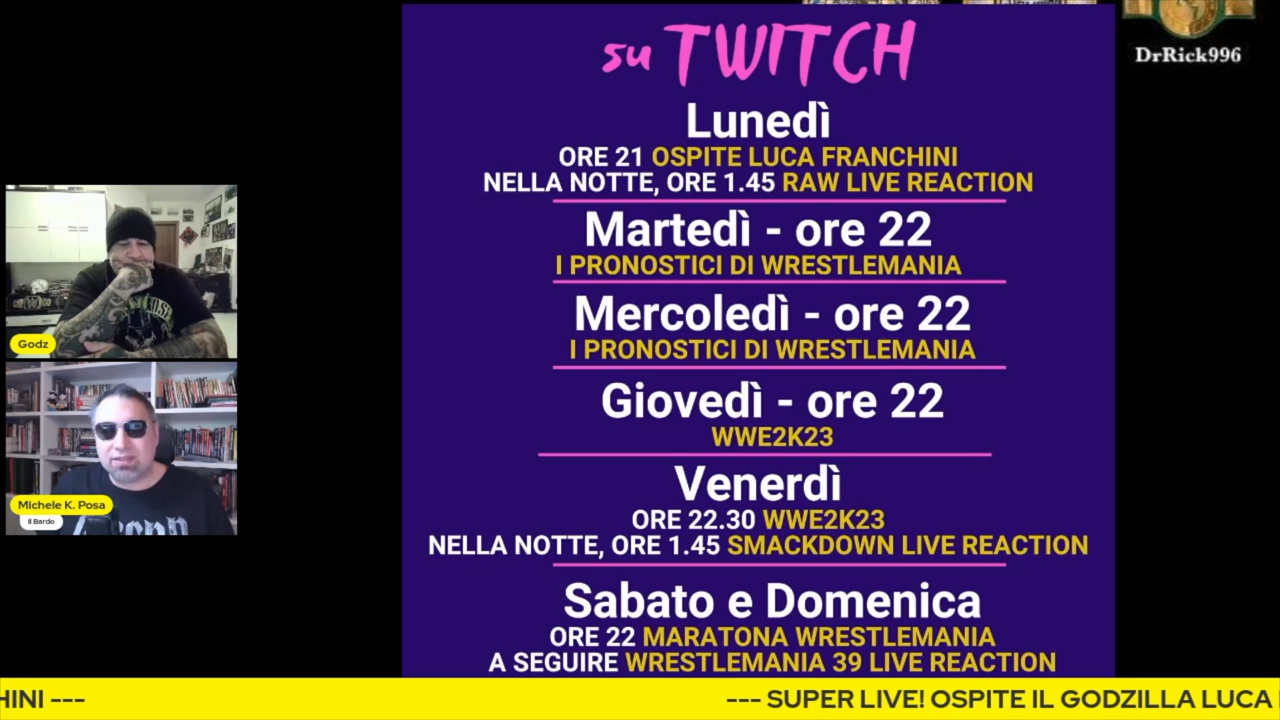 su TWITCH
DrRick996
Lunedì
ORE 21 OSPITE LUCA FRANCHINI
NELLA NOTTE, ORE 1.45 RAW LIVE REACTION
Martedì - ore 22
I PRONOSTICI DI WRESTLEMANIA
Mercoledì - ore 22
I PRONOSTICI DI WRESTLEMANIA
Giovedì - ore 22
WWE2K23
Venerdì
ORE 22.30 WWE2K23
NELLA NOTTE, ORE 1.45 SMACKDOWN LIVE REACTION
Sabato e Domenica
ORE 22 MARATONA WRESTLEMANIA
A SEGUIRE WRESTLEMANIA 39 LIVE REACTION
Godz
Michele K. Posa
Il Bardo
HINI --- --- SUPER LIVE! OSPITE IL GODZILLA LUCA